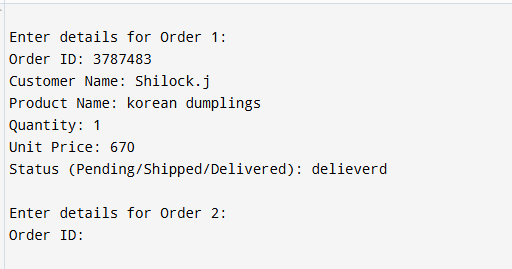 Enter details for Order 1:
Order ID: 3787483
Customer Name: Shilock.j
Product Name: korean dumplings
Quantity: 1
Unit Price: 670
Status (Pending/Shipped/Delivered): delieverd
Enter details for Order 2:
Order ID: